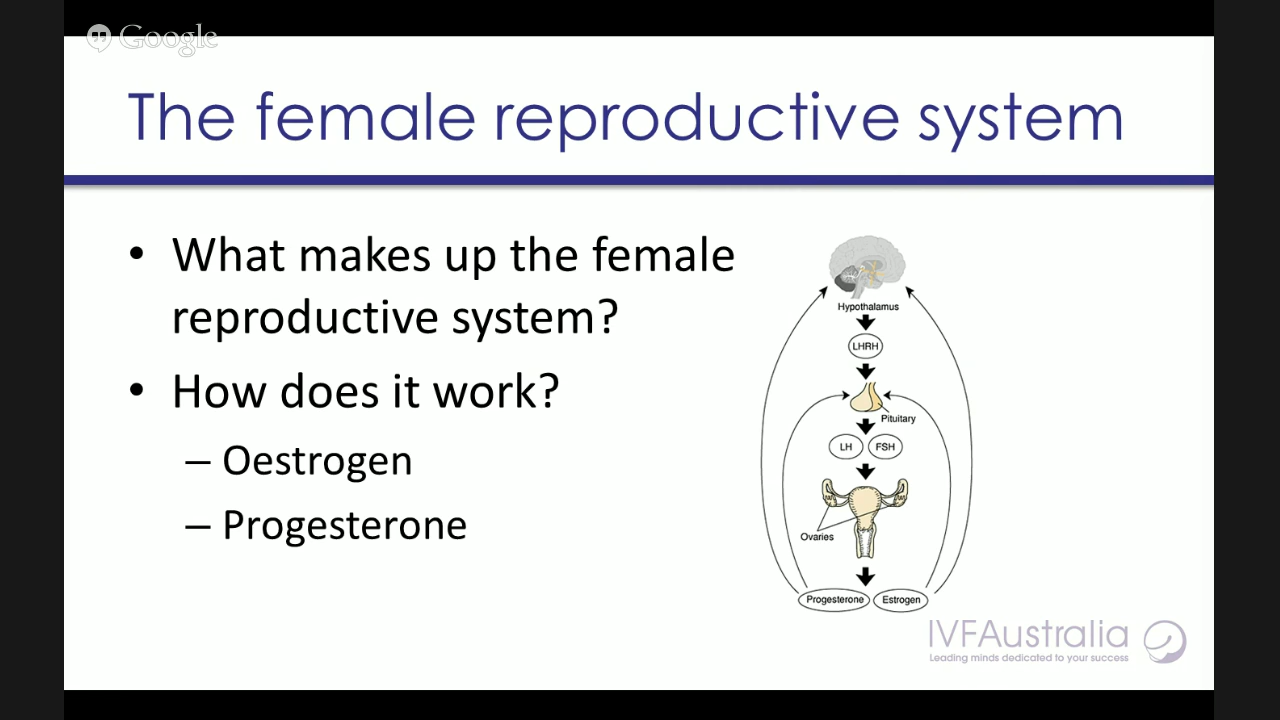 Google
The female reproductive system
• What makes up the female
reproductive system?
• How does it work?
– Oestrogen
– Progesterone
Hypothalamus
LHRH
Pituitary
LH FSH
Ovaries
Progesterone Estrogen
IVFAustralia
Leading minds dedicated to your success